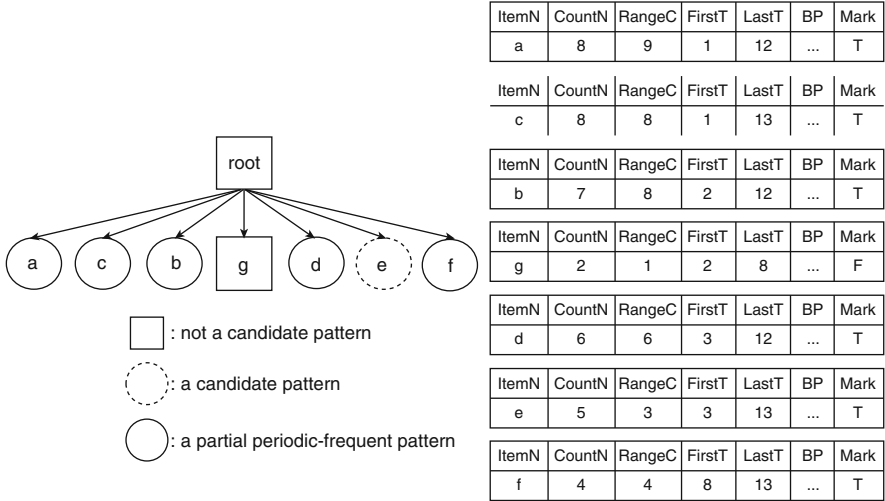 root
a c b g d e f
: not a candidate pattern
: a candidate pattern
: a partial periodic-frequent pattern
ItemN CountN RangeC FirstT LastT BP Mark
a 8 9 1 12 ... T
ItemN CountN RangeC FirstT LastT BP Mark
c 8 8 1 13 ... T
ItemN CountN RangeC FirstT LastT BP Mark
b 7 8 2 12 ... T
ItemN CountN RangeC FirstT LastT BP Mark
g 2 1 2 8 ... F
ItemN CountN RangeC FirstT LastT BP Mark
d 6 6 3 12 ... T
ItemN CountN RangeC FirstT LastT BP Mark
e 5 3 3 13 ... T
ItemN CountN RangeC FirstT LastT BP Mark
f 4 4 8 13 ... T